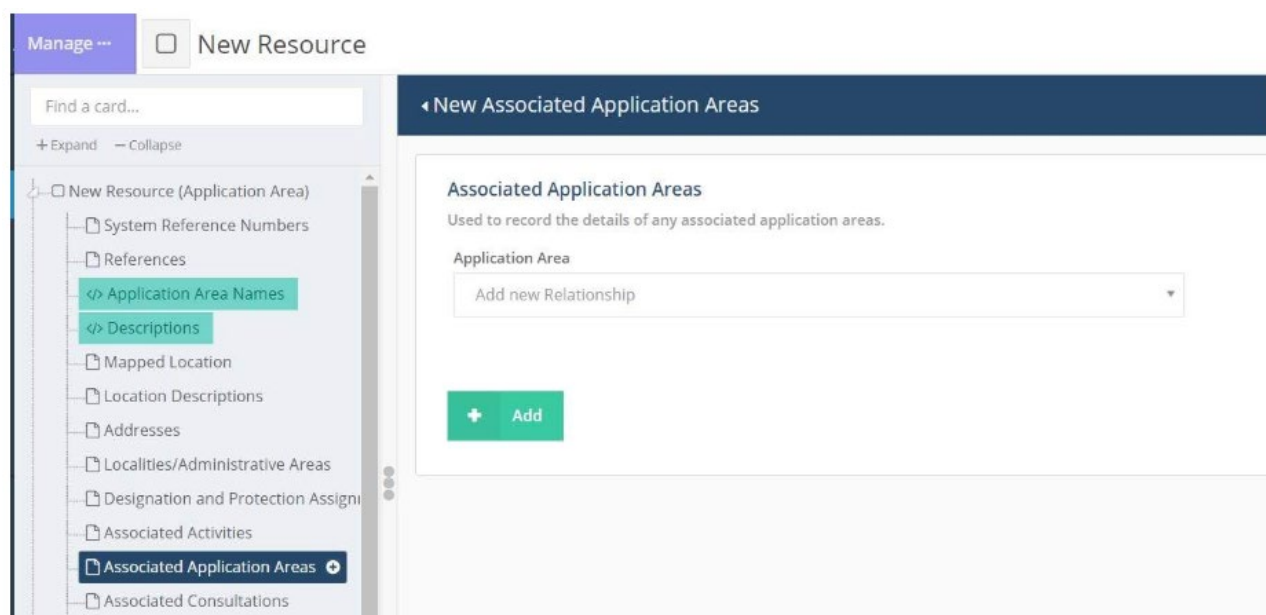 Manage ···
New Resource
Find a card...
+ Expand − Collapse
New Resource (Application Area)
System Reference Numbers
References
</> Application Area Names
</> Descriptions
Mapped Location
Location Descriptions
Addresses
Localities/Administrative Areas
Designation and Protection Assign
Associated Activities
Associated Application Areas
Associated Consultations
New Associated Application Areas
Associated Application Areas
Used to record the details of any associated application areas.
Application Area
Add new Relationship
+ Add